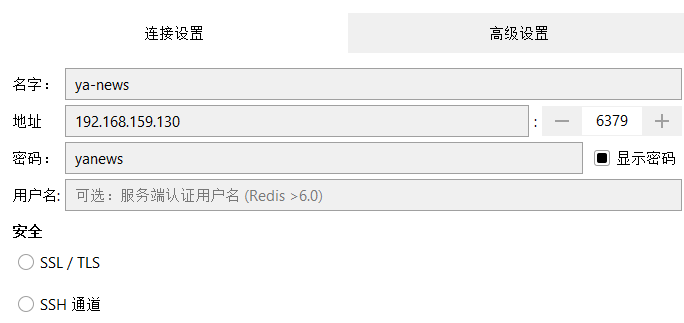 连接设置 高级设置
名字： ya-news
地址 192.168.159.130 : 6379
密码： yanews 显示密码
用户名: 可选：服务端认证用户名 (Redis >6.0)
安全
SSL / TLS
SSH 通道